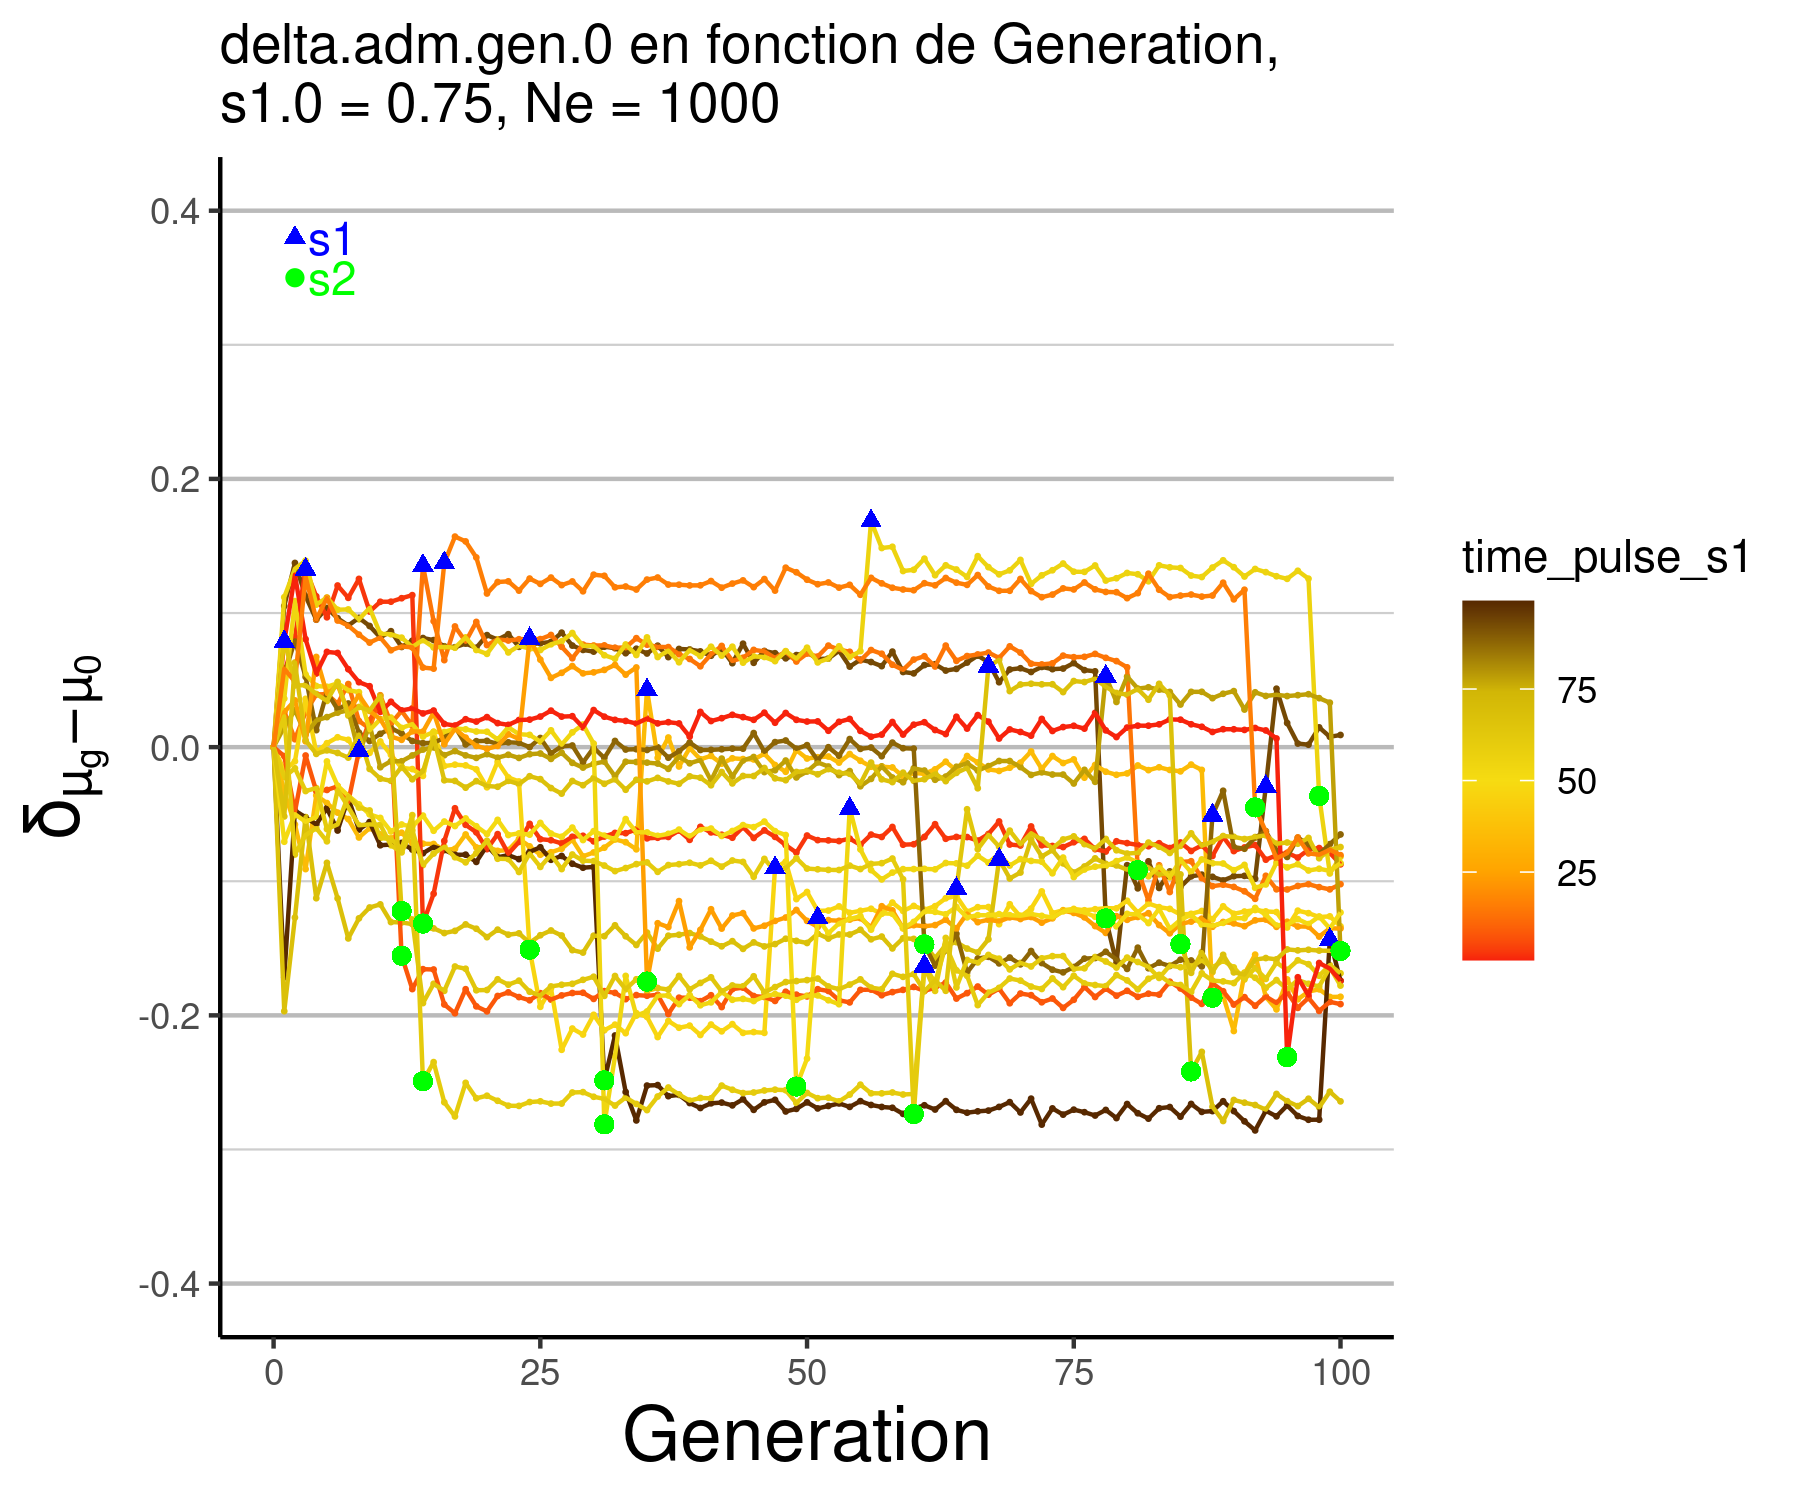 delta.adm.gen.0 en fonction de Generation,
s1.0 = 0.75, Ne = 1000
0.4
0.2
0.0
-0.2
-0.4
s1
s2
δμg−μ0
0
25
50
75
100
Generation
time_pulse_s1
75
50
25